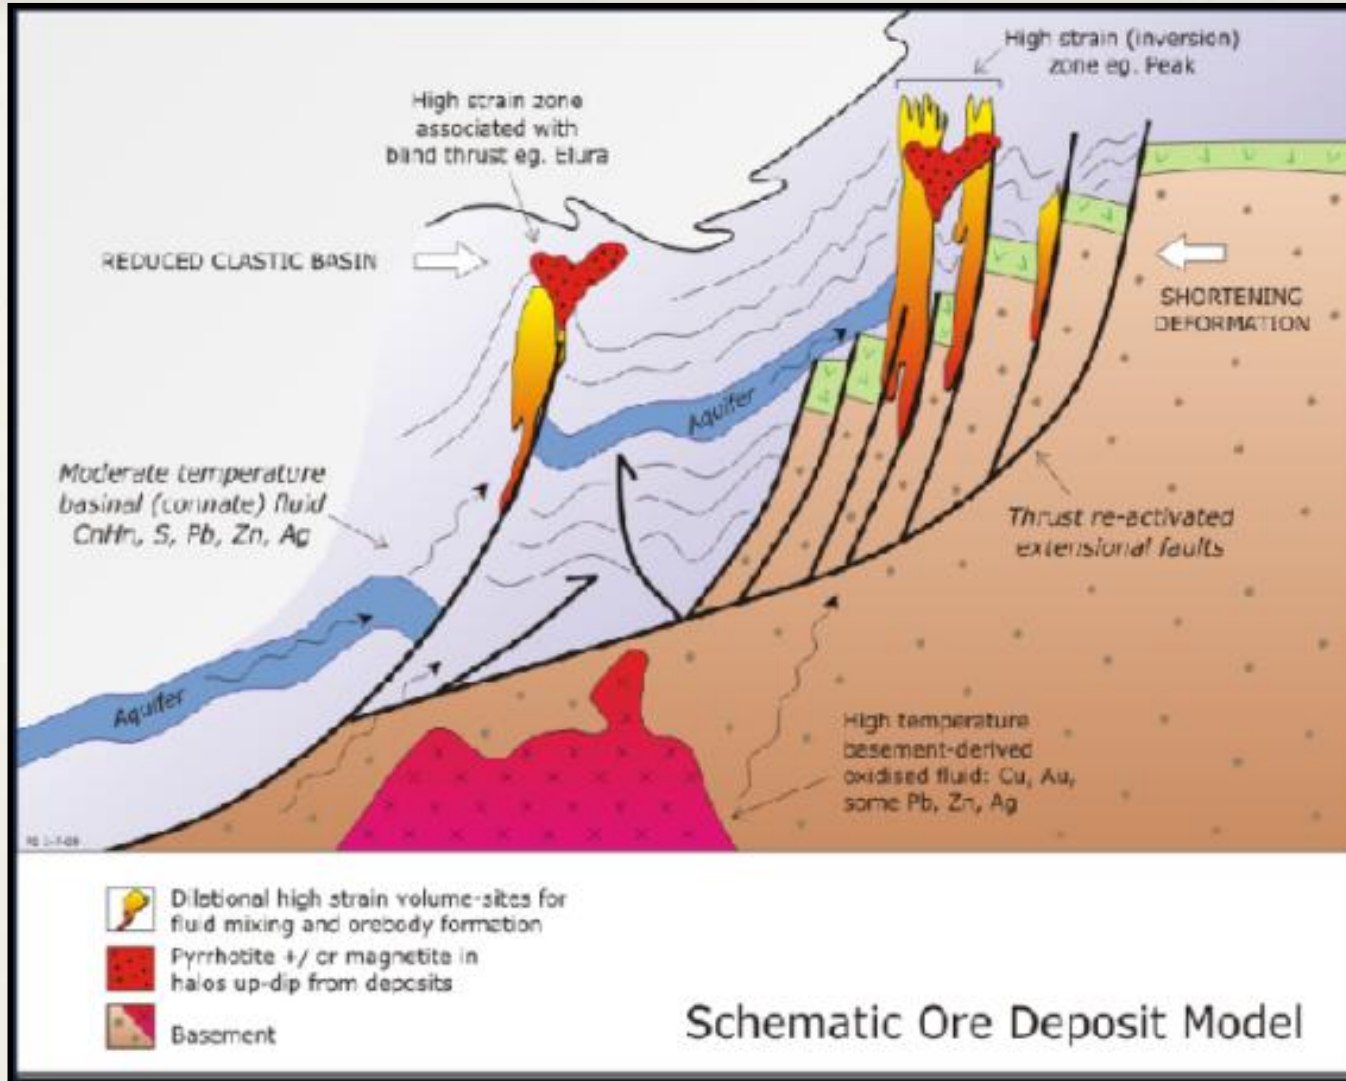 High strain (inversion)
zone eg. Peak
High strain zone
associated with
blind thrust eg. Elura
REDUCED CLASTIC BASIN
SHORTENING
DEFORMATION
Aquifer
Moderate temperature
basinal (connate) fluid
CnHn, S, Pb, Zn, Ag
Thrust re-activated
extensional faults
Aquifer
High temperature
basement-derived
oxidised fluid: Cu, Au,
some Pb, Zn, Ag
Dilational high strain volume-sites for
fluid mixing and orebody formation
Pyrrhotite +/ or magnetite in
halos up-dip from deposits
Basement
Schematic Ore Deposit Model